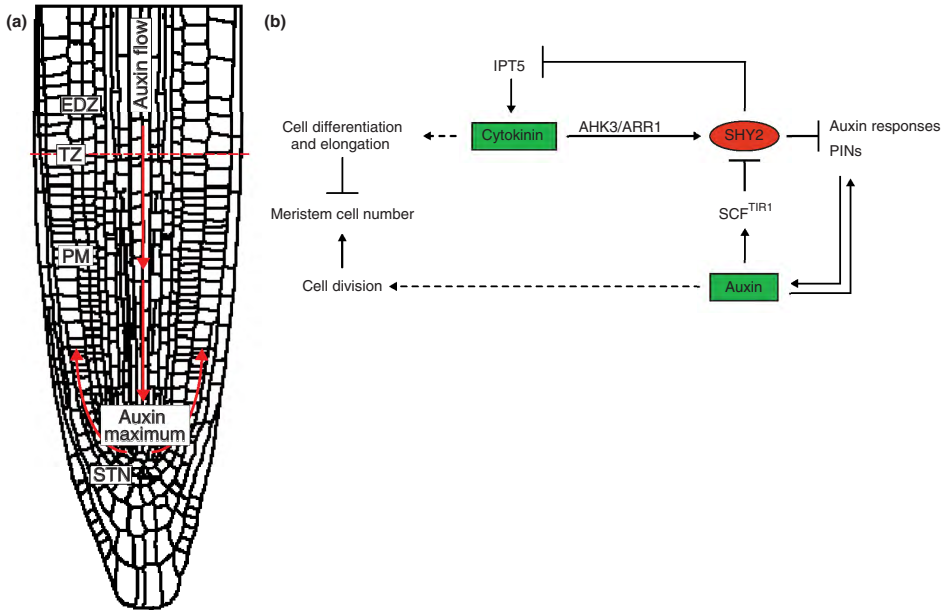 (a)
Auxin flow
EDZ
TZ
PM
Auxin
maximum
STN
(b)
IPT5
Cell differentiation
and elongation
Cytokinin
AHK3/ARR1
SHY2
Auxin responses
PINs
Meristem cell number
SCF^TIR1
Cell division
Auxin